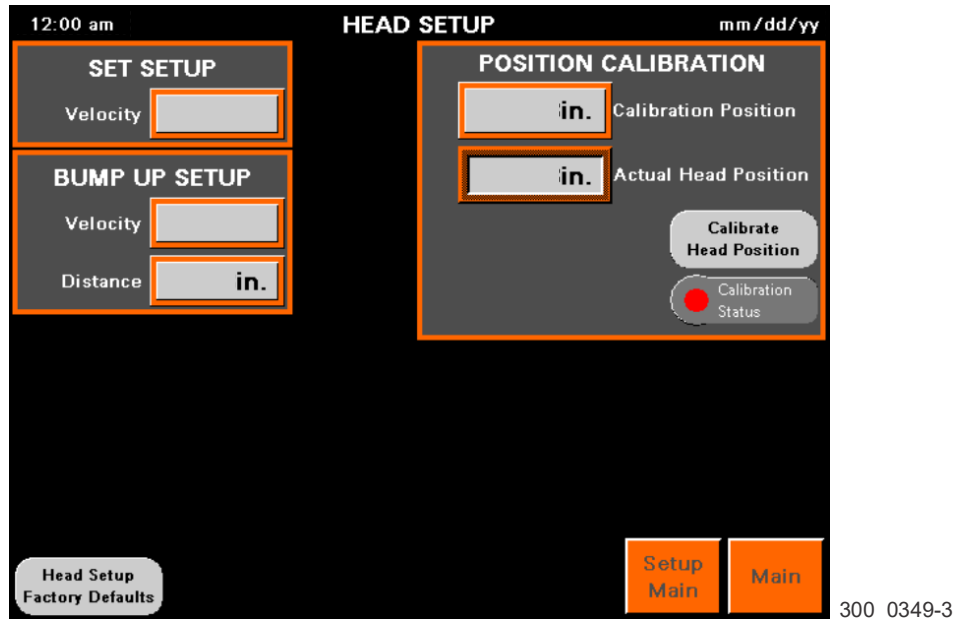 12:00 am HEAD SETUP mm/dd/yy
SET SETUP
Velocity
BUMP UP SETUP
Velocity
Distance in.
POSITION CALIBRATION
in. Calibration Position
in. Actual Head Position
Calibrate
Head Position
Calibration
Status
Head Setup
Factory Defaults
Setup
Main
Main
300 0349-3